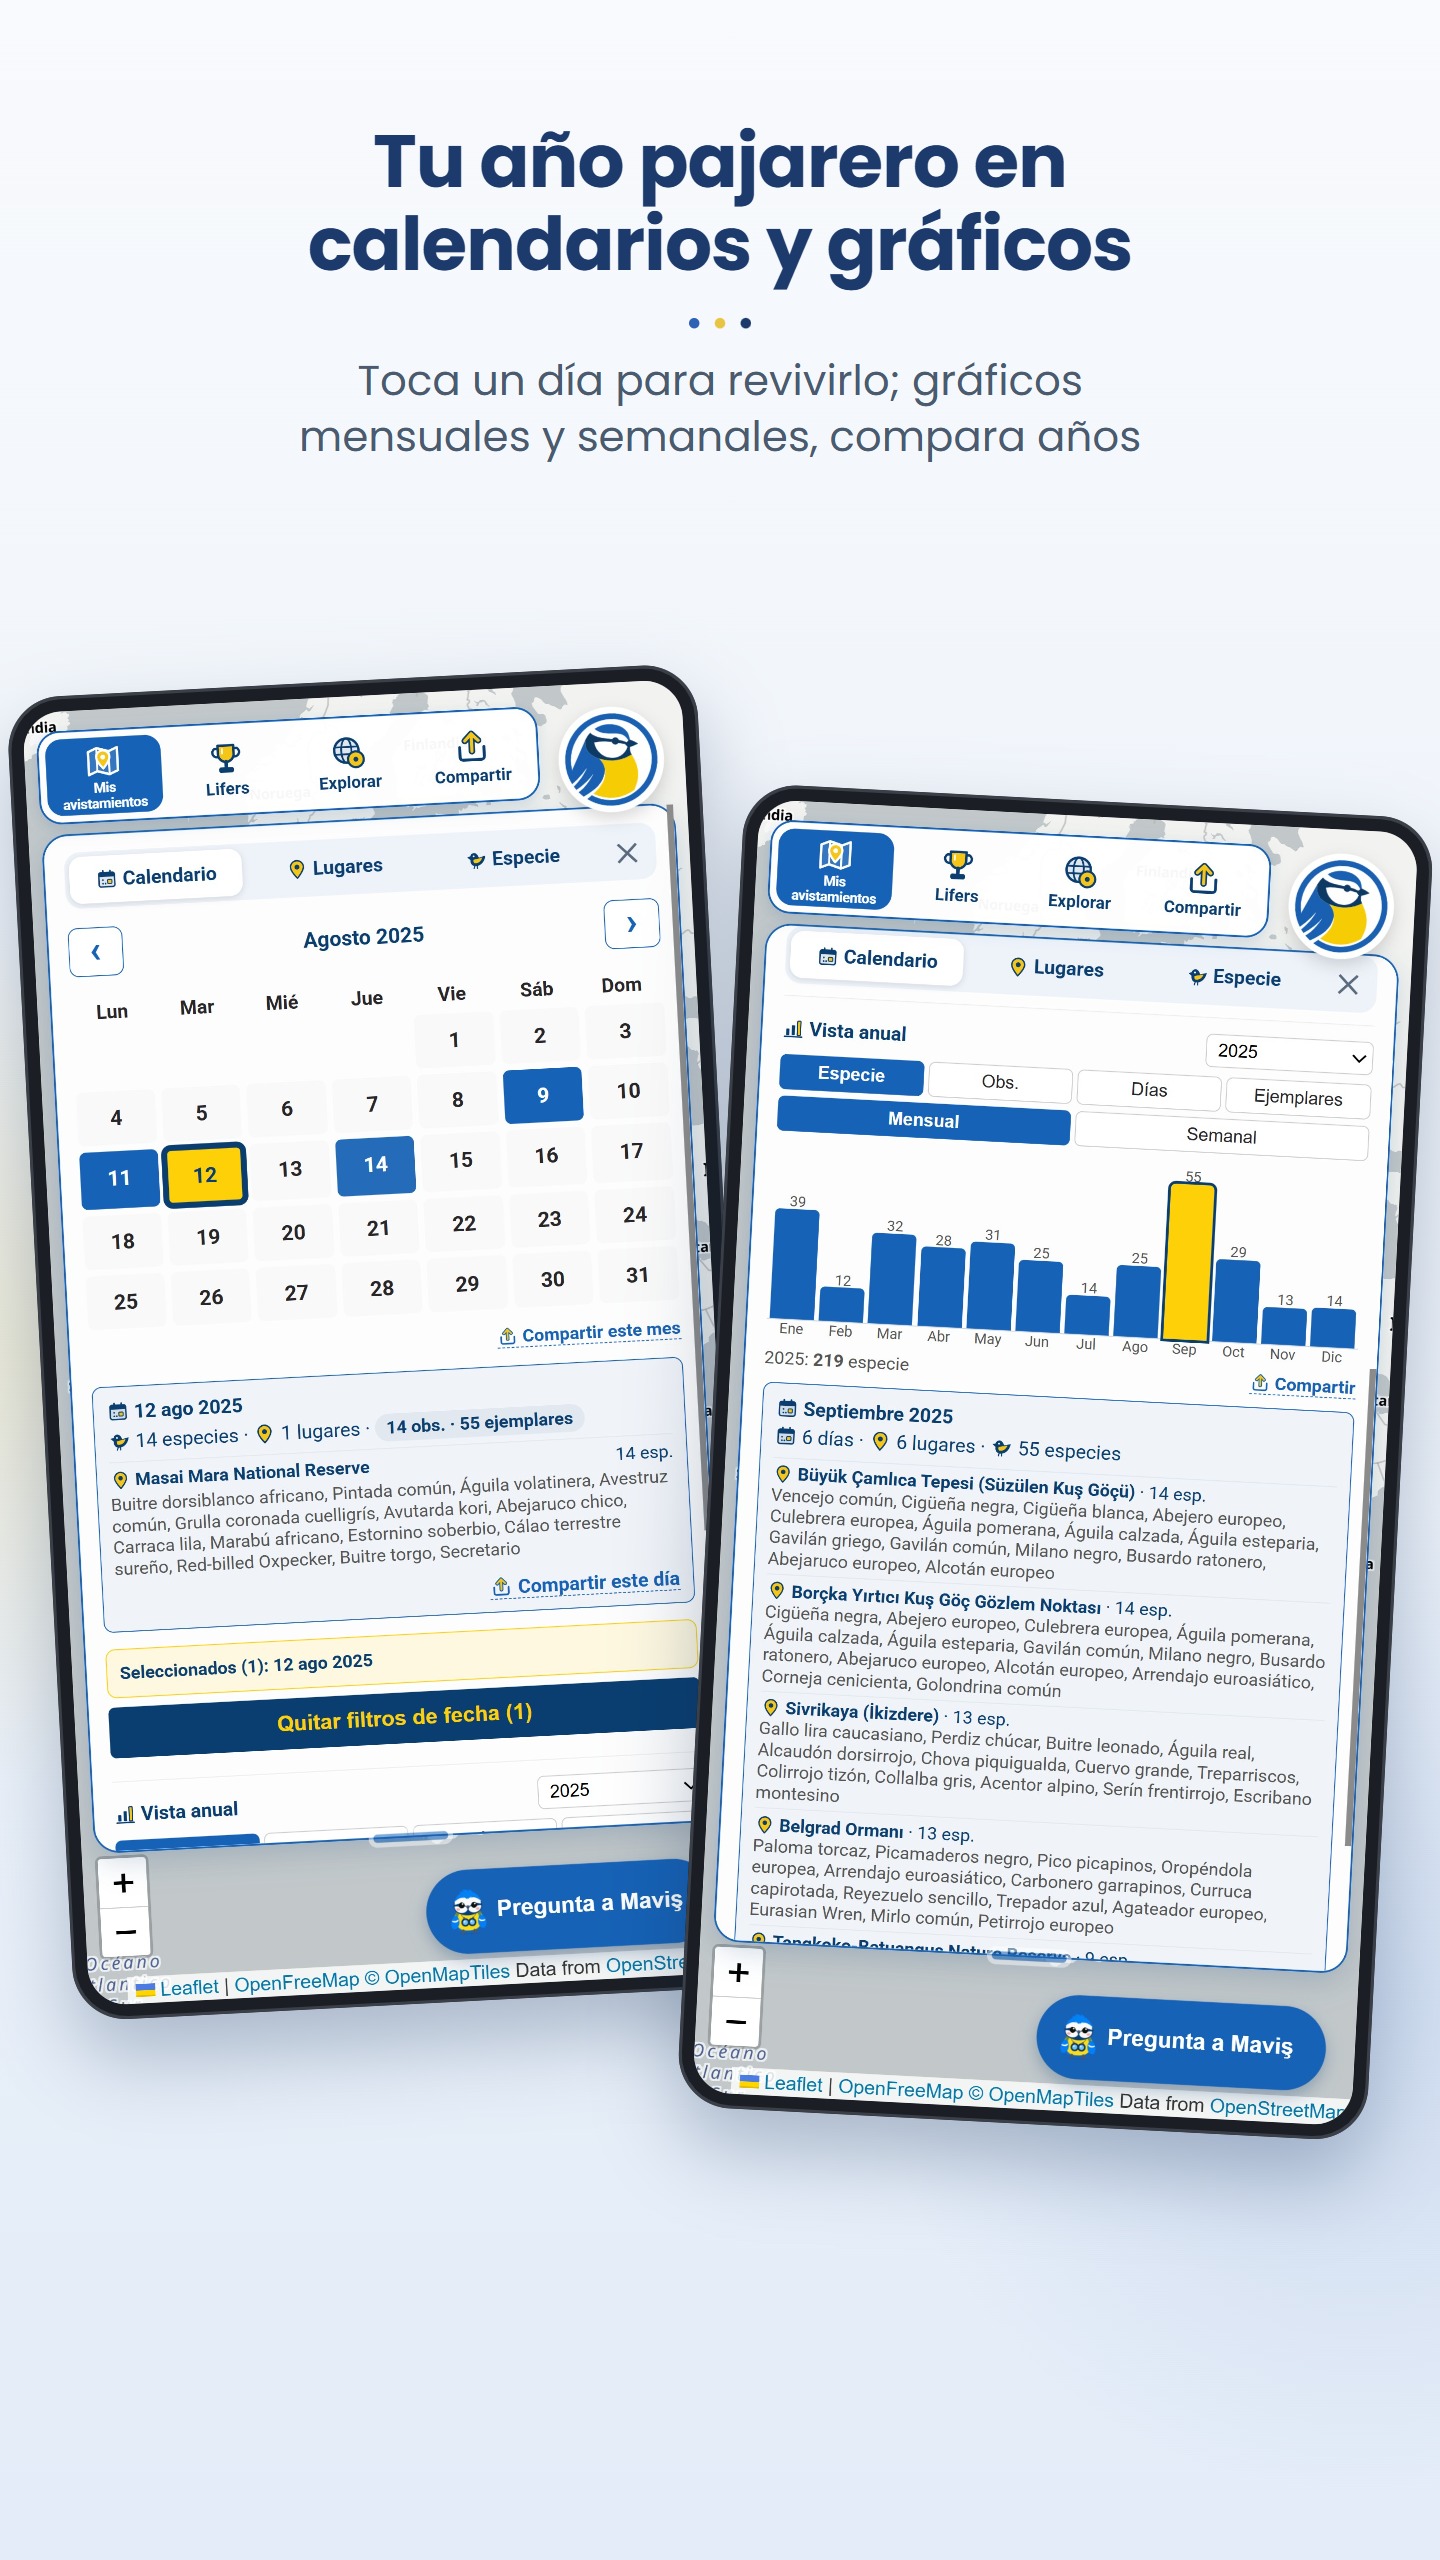 Tu año pajarero en
calendarios y gráficos
Toca un día para revivirlo; gráficos
mensuales y semanales, compara años
Mis
avistamientos
Lifers
Explorar
Compartir
Calendario
Lugares
Especie
Agosto 2025
Lun Mar Mié Jue Vie Sáb Dom
1 2 3
4 5 6 7 8 9 10
11 12 13 14 15 16 17
18 19 20 21 22 23 24
25 26 27 28 29 30 31
Compartir este mes
12 ago 2025
14 especies · 1 lugares · 14 obs. · 55 ejemplares
Masai Mara National Reserve 14 esp.
Buitre dorsiblanco africano, Pintada común, Águila volatinera, Avestruz
común, Grulla coronada cuelligrís, Avutarda kori, Abejaruco chico,
Carraca lila, Marabú africano, Estornino soberbio, Cálao terrestre
sureño, Red-billed Oxpecker, Buitre torgo, Secretario
Compartir este día
Seleccionados (1): 12 ago 2025
Quitar filtros de fecha (1)
Vista anual 2025
+
−
Pregunta a Maviş
Océano
Leaflet | OpenFreeMap © OpenMapTiles Data from OpenStre
Mis
avistamientos
Lifers
Explorar
Compartir
Calendario
Lugares
Especie
Vista anual 2025
Especie Obs. Días Ejemplares
Mensual Semanal
39 12 32 28 31 25 14 25 55 29 13 14
Ene Feb Mar Abr May Jun Jul Ago Sep Oct Nov Dic
2025: 219 especie
Compartir
Septiembre 2025
6 días · 6 lugares · 55 especies
Büyük Çamlıca Tepesi (Süzülen Kuş Göçü) · 14 esp.
Vencejo común, Cigüeña negra, Cigüeña blanca, Abejero europeo,
Culebrera europea, Águila pomerana, Águila calzada, Águila esteparia,
Gavilán griego, Gavilán común, Milano negro, Busardo ratonero,
Abejaruco europeo, Alcotán europeo
Borçka Yırtıcı Kuş Göç Gözlem Noktası · 14 esp.
Cigüeña negra, Abejero europeo, Culebrera europea, Águila pomerana,
Águila calzada, Águila esteparia, Gavilán común, Milano negro, Busardo
ratonero, Abejaruco europeo, Alcotán europeo, Arrendajo euroasiático,
Corneja cenicienta, Golondrina común
Sivrikaya (İkizdere) · 13 esp.
Gallo lira caucasiano, Perdiz chúcar, Buitre leonado, Águila real,
Alcaudón dorsirrojo, Chova piquigualda, Cuervo grande, Treparriscos,
Colirrojo tizón, Collalba gris, Acentor alpino, Serín frentirrojo, Escribano
montesino
Belgrad Ormanı · 13 esp.
Paloma torcaz, Picamaderos negro, Pico picapinos, Oropéndola
europea, Arrendajo euroasiático, Carbonero garrapinos, Curruca
capirotada, Reyezuelo sencillo, Trepador azul, Agateador europeo,
Eurasian Wren, Mirlo común, Petirrojo europeo
Tangkoko-Batuangus Nature Reserve · 9 esp.
+
−
Pregunta a Maviş
Océano
Leaflet | OpenFreeMap © OpenMapTiles Data from OpenStreetMap